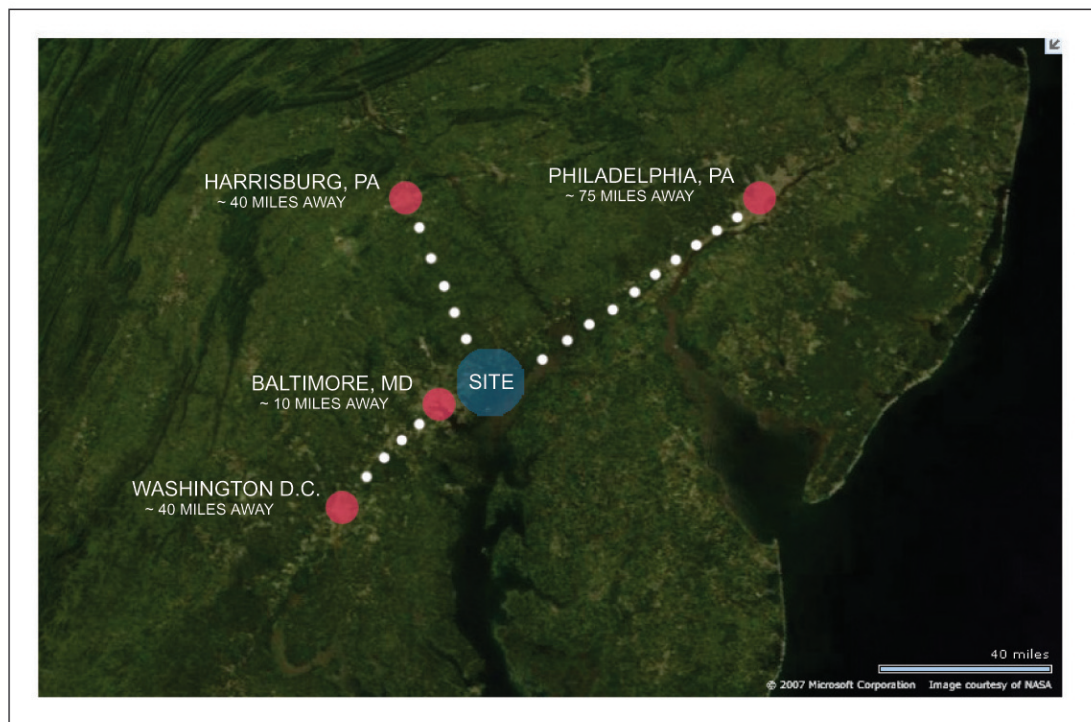 HARRISBURG, PA
~ 40 MILES AWAY
PHILADELPHIA, PA
~ 75 MILES AWAY
BALTIMORE, MD
~ 10 MILES AWAY
SITE
WASHINGTON D.C.
~ 40 MILES AWAY
40 miles
© 2007 Microsoft Corporation Image courtesy of NASA